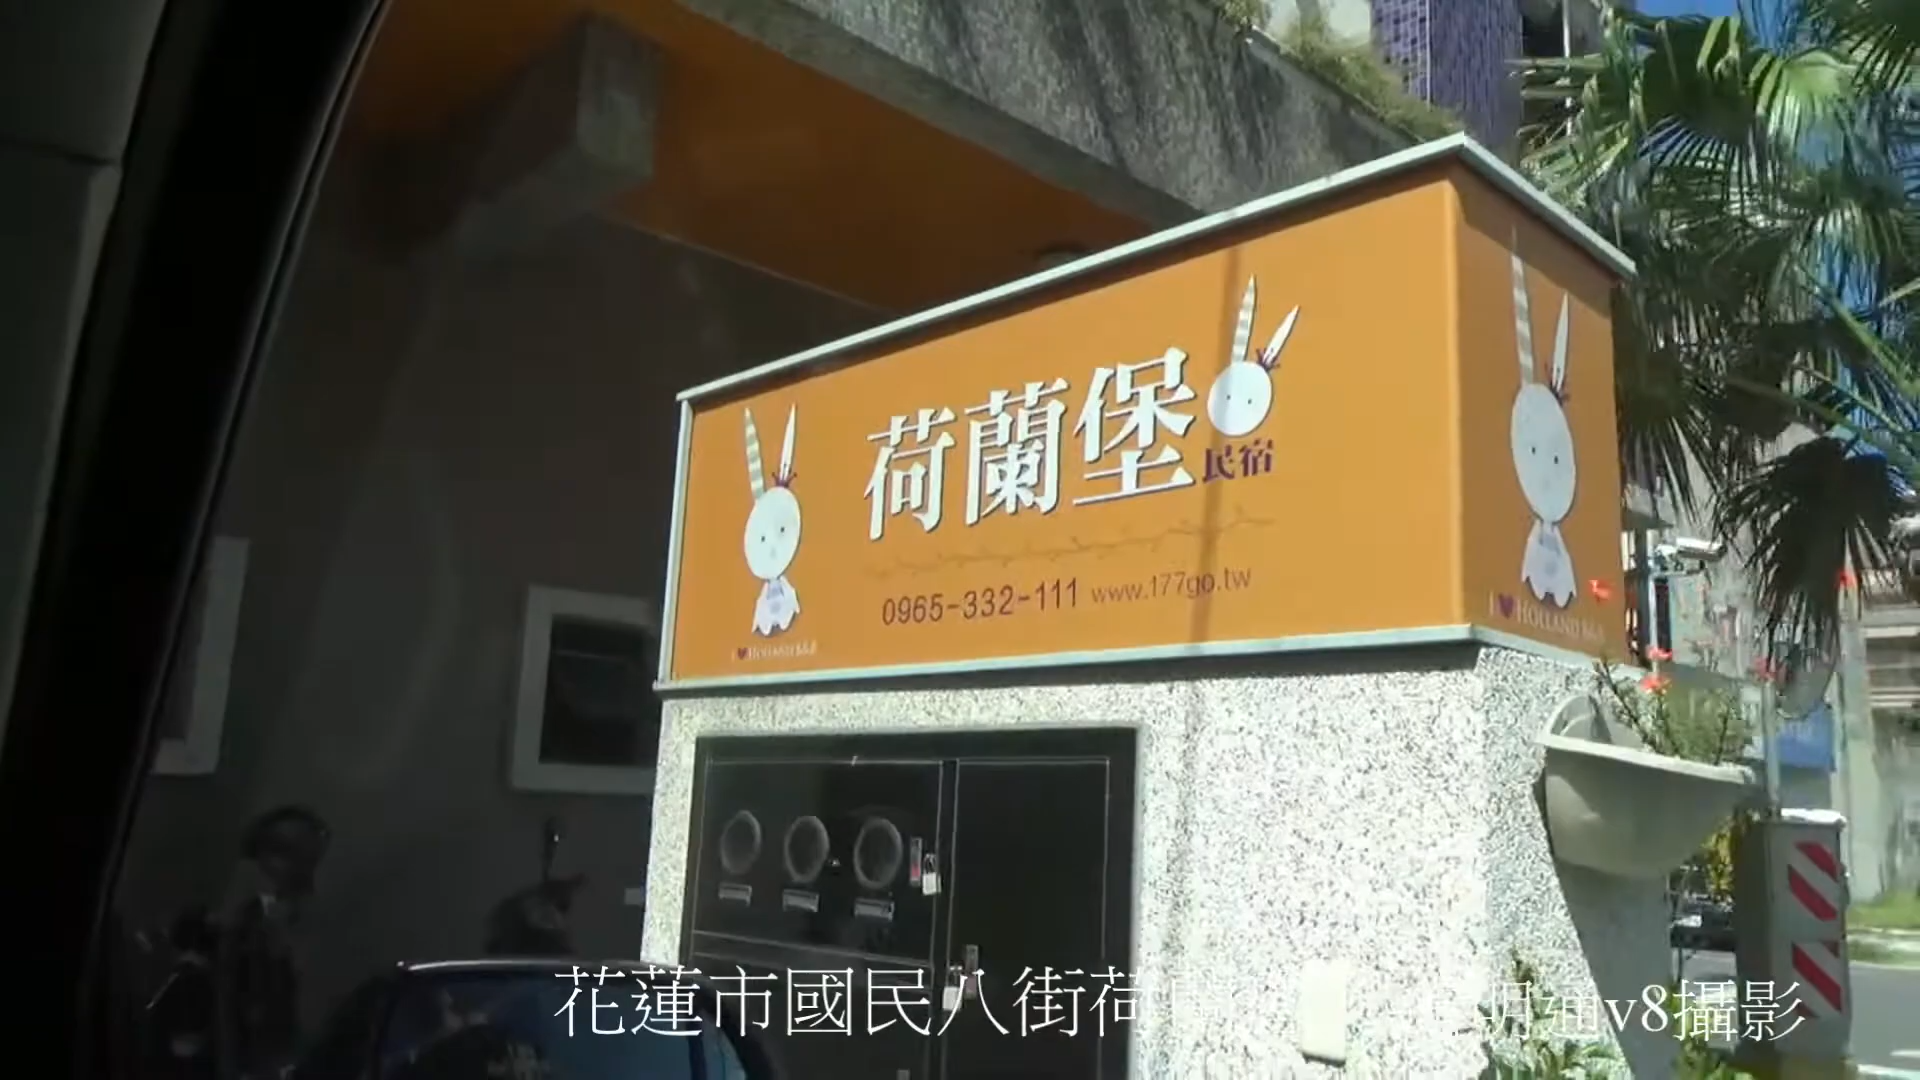 荷蘭堡
民宿
0965-332-111 www.177go.tw
I ♥ HOLLAND B&B
I ♥ HOLLAND B&B
花蓮市國民八街荷
明通v8攝影